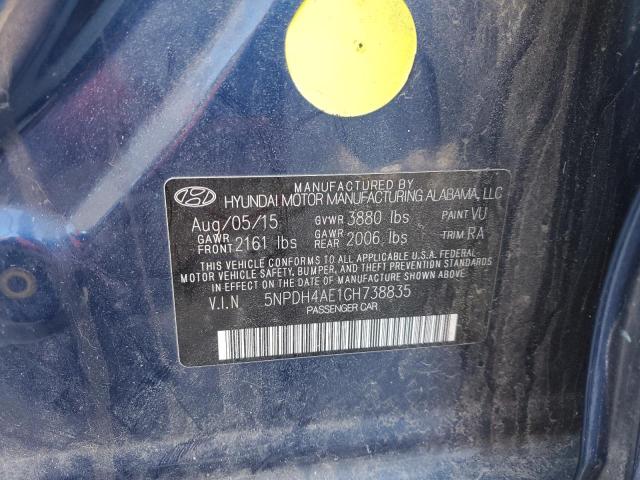 MANUFACTURED BY
HYUNDAI MOTOR MANUFACTURING ALABAMA, LLC
Aug/05/15 GVWR 3880 lbs PAINT VU
GAWR FRONT 2161 lbs GAWR REAR 2006 lbs TRIM RA
THIS VEHICLE CONFORMS TO ALL APPLICABLE U.S.A. FEDERAL
MOTOR VEHICLE SAFETY, BUMPER, AND THEFT PREVENTION STANDARDS
IN EFFECT ON THE DATE OF MANUFACTURE SHOWN ABOVE.
V.I.N 5NPDH4AE1GH738835
PASSENGER CAR